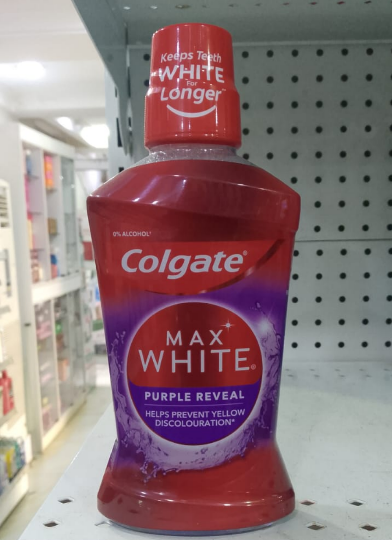 Keeps Teeth
WHITE
For
Longer
0% ALCOHOL*
Colgate®
MAX
WHITE®
PURPLE REVEAL
HELPS PREVENT YELLOW
DISCOLOURATION*